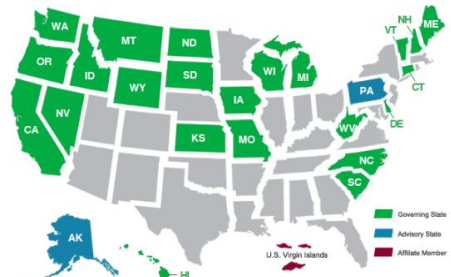 WA
MT
ND
NH
ME
VT
OR
ID
SD
WI
MI
WY
CT
IA
PA
NV
CA
DE
WV
KS
MO
NC
SC
Governing State
AK
Advisory State
U.S. Virgin Islands
Affiliate Member
HI